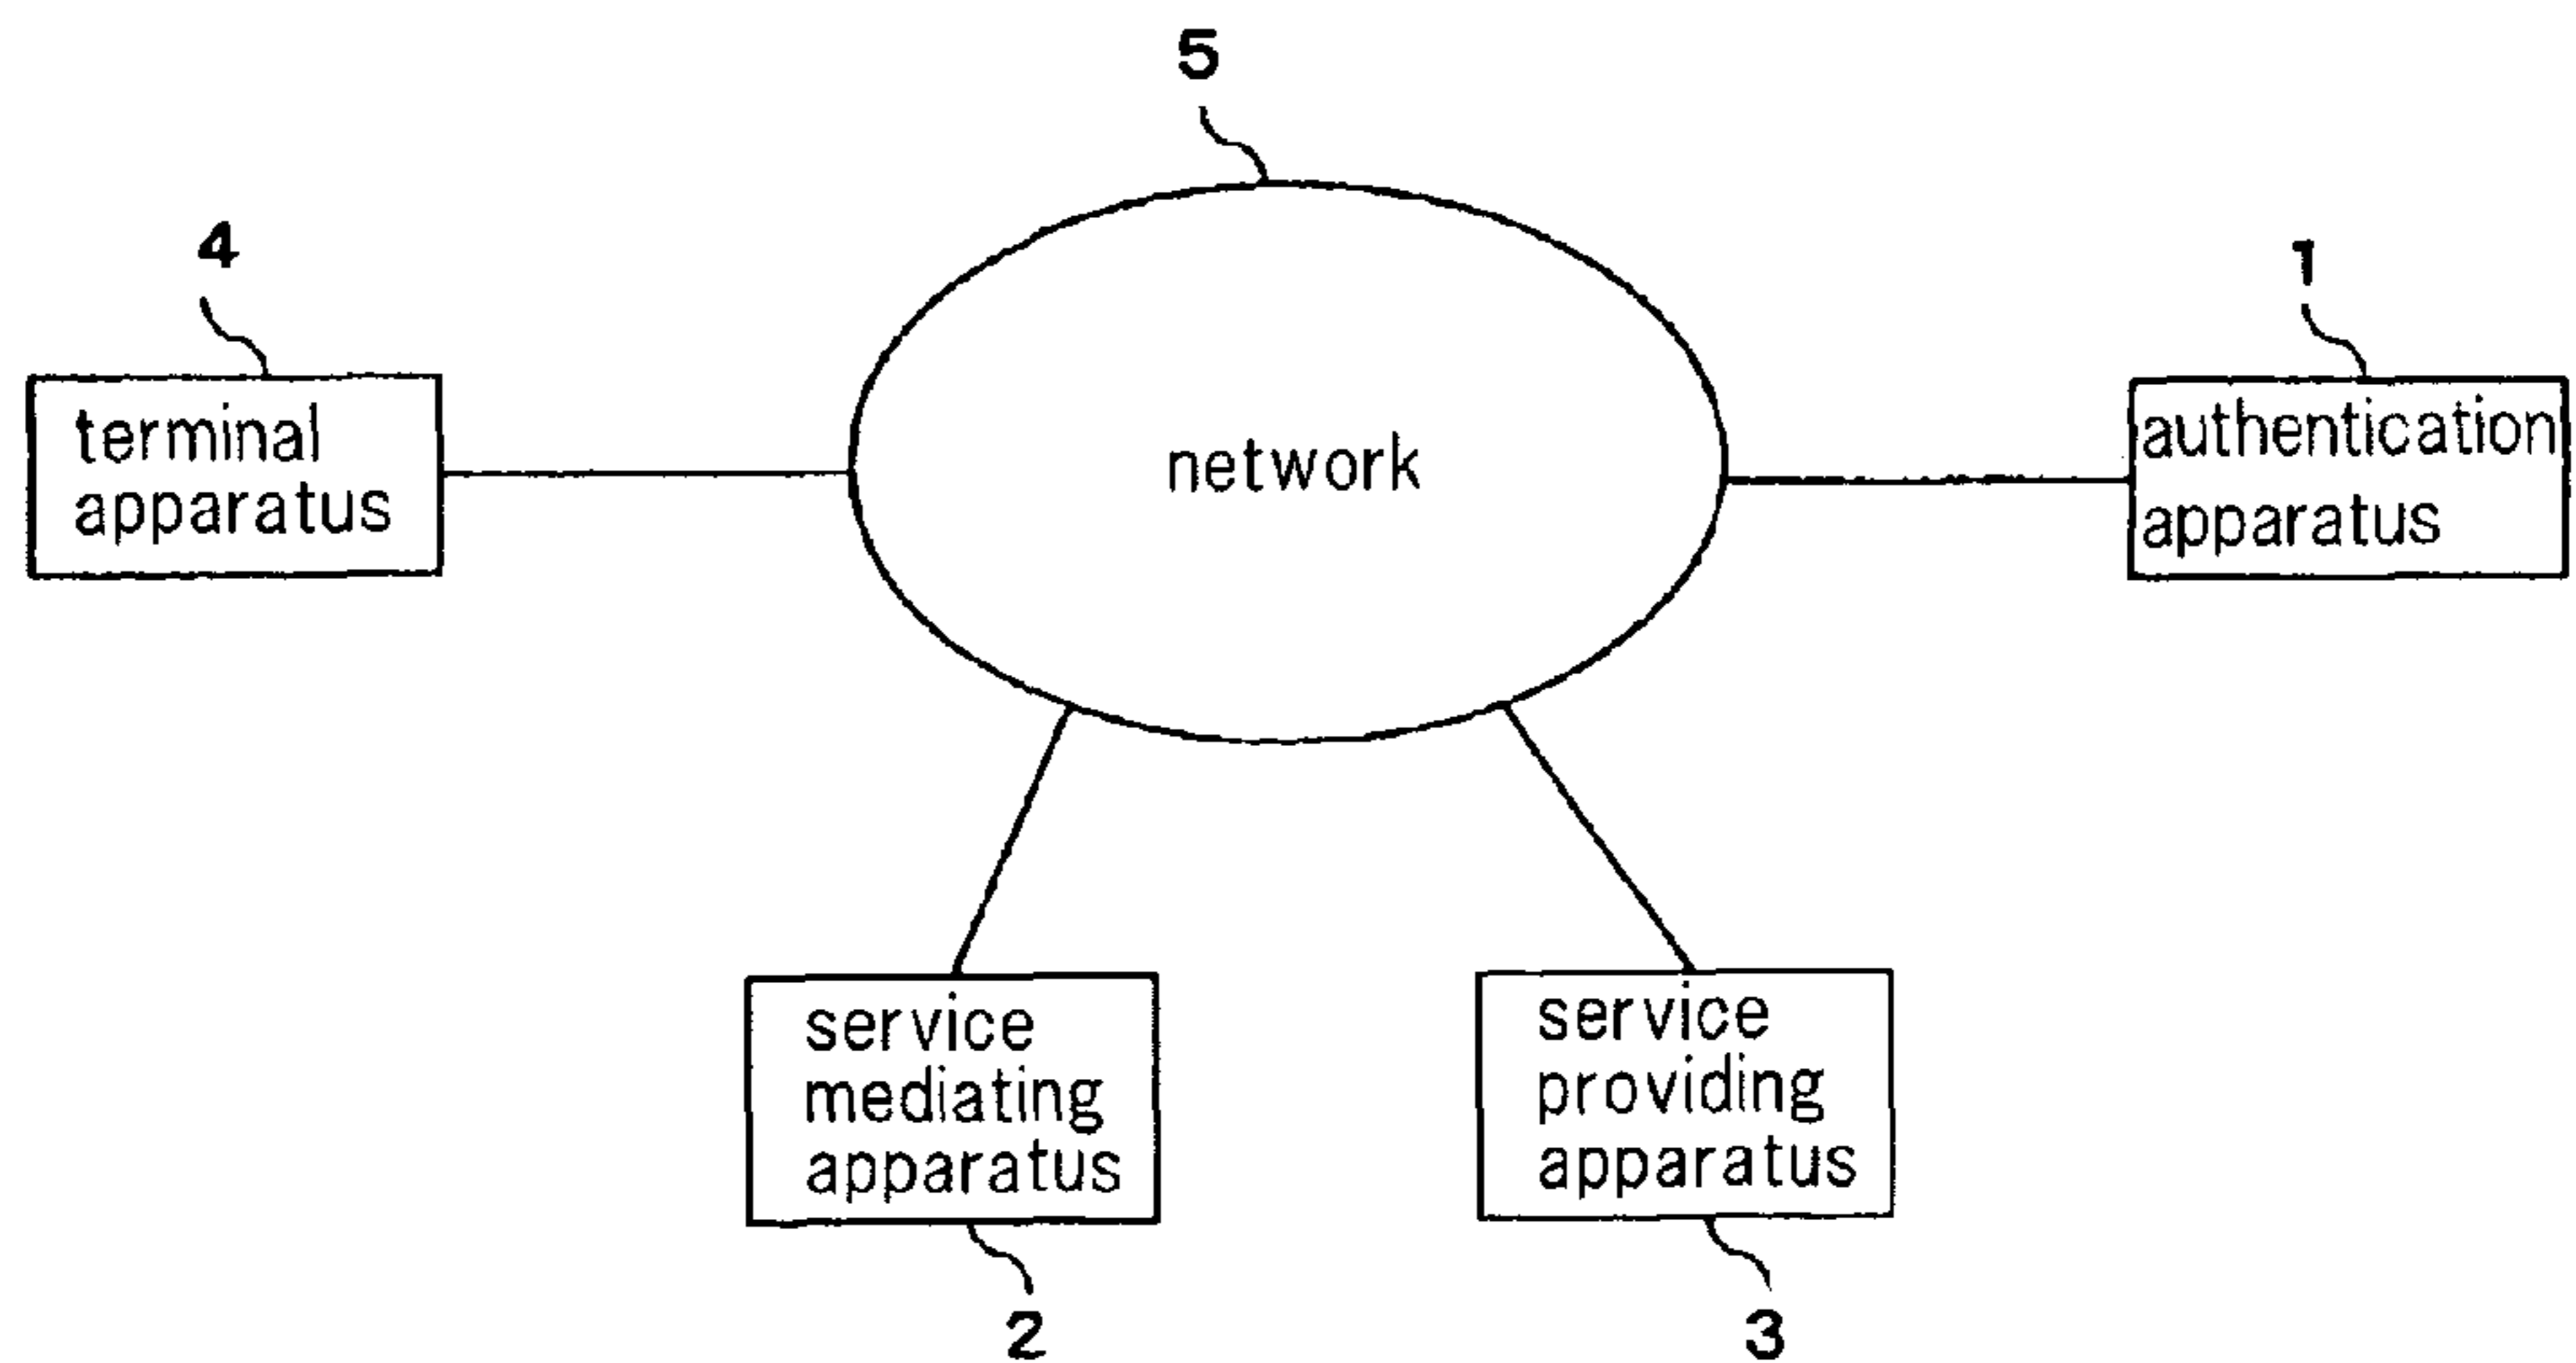 5
4
1
terminal
apparatus
network
authentication
apparatus
service
mediating
apparatus
service
providing
apparatus
2
3